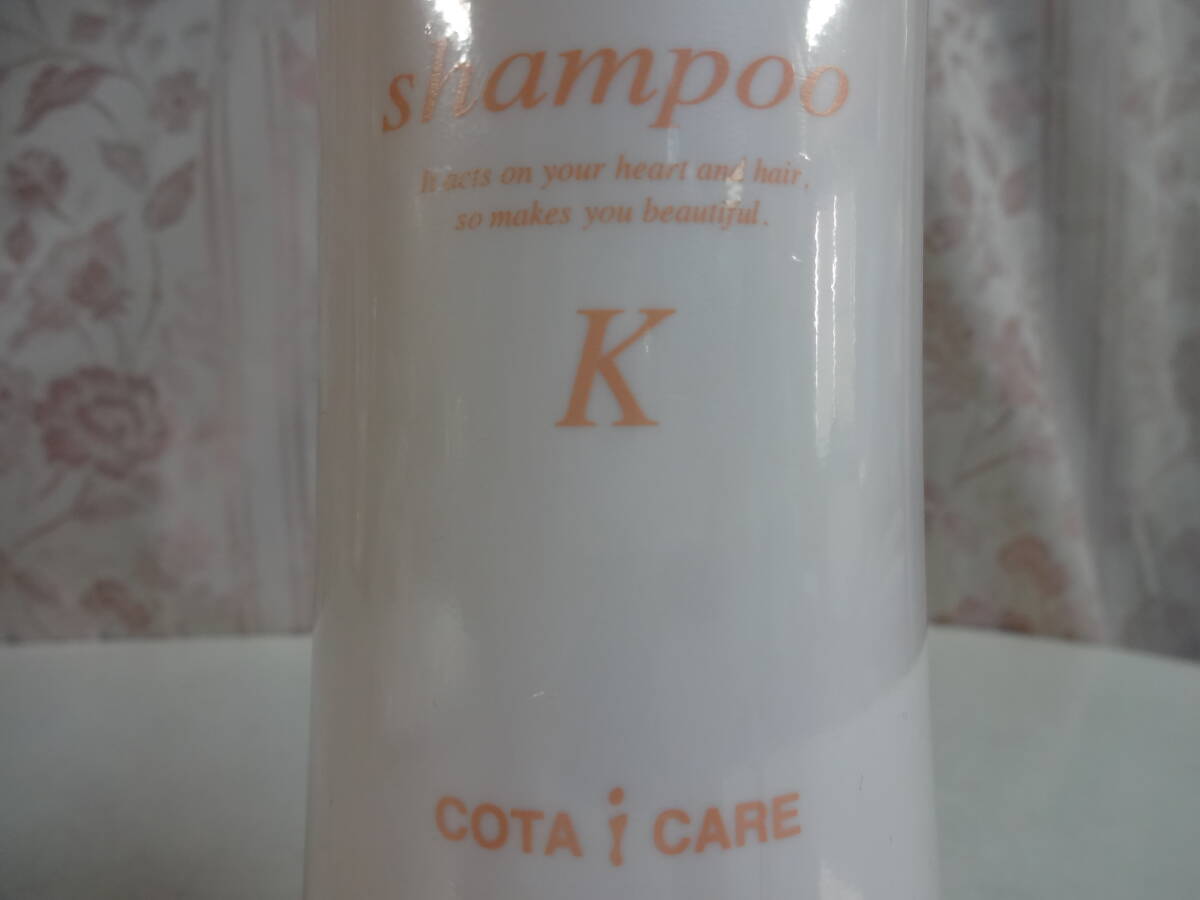 shampoo
It acts on your heart and hair,
so makes you beautiful.
K
COTA i CARE